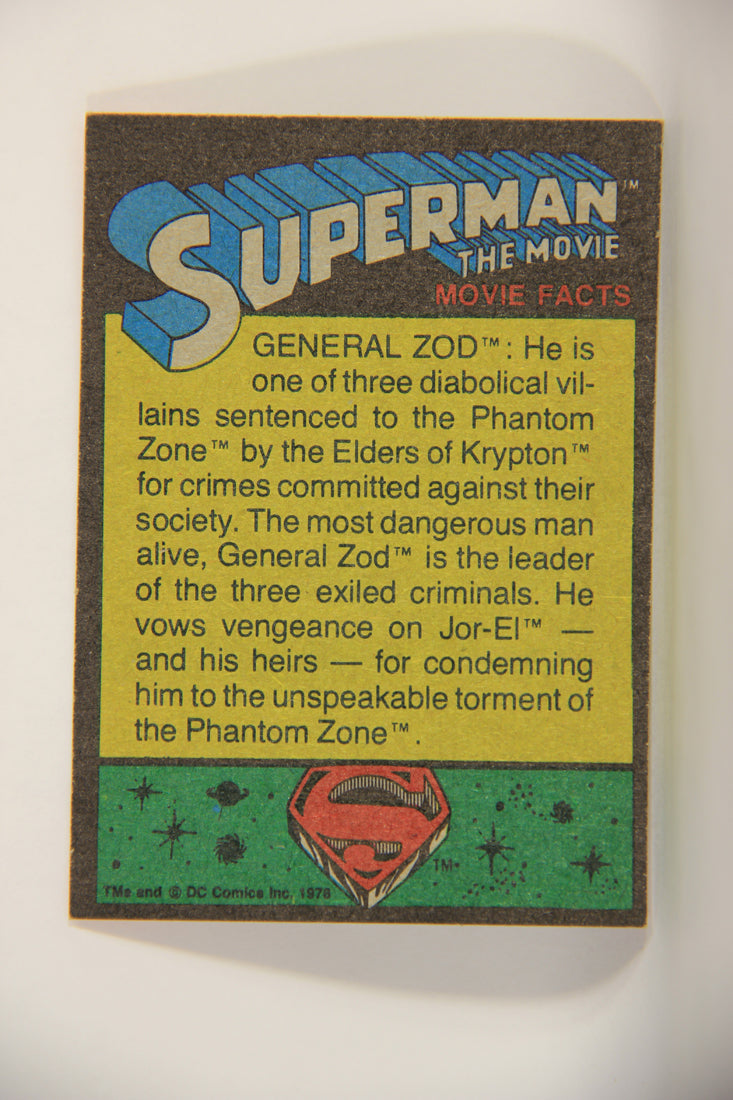 SUPERMAN™
THE MOVIE
MOVIE FACTS
GENERAL ZOD™: He is
one of three diabolical vil-
lains sentenced to the Phantom
Zone™ by the Elders of Krypton™
for crimes committed against their
society. The most dangerous man
alive, General Zod™ is the leader
of the three exiled criminals. He
vows vengeance on Jor-El™ —
and his heirs — for condemning
him to the unspeakable torment of
the Phantom Zone™.
S
TM
TMs and © DC Comics Inc. 1978